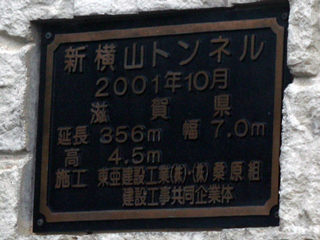 新横山トンネル
2001年10月
滋賀県
延長 356m 幅 7.0m
高 4.5m
施工 東亜建設工業(株)・(株)桑原組
建設工事共同企業体